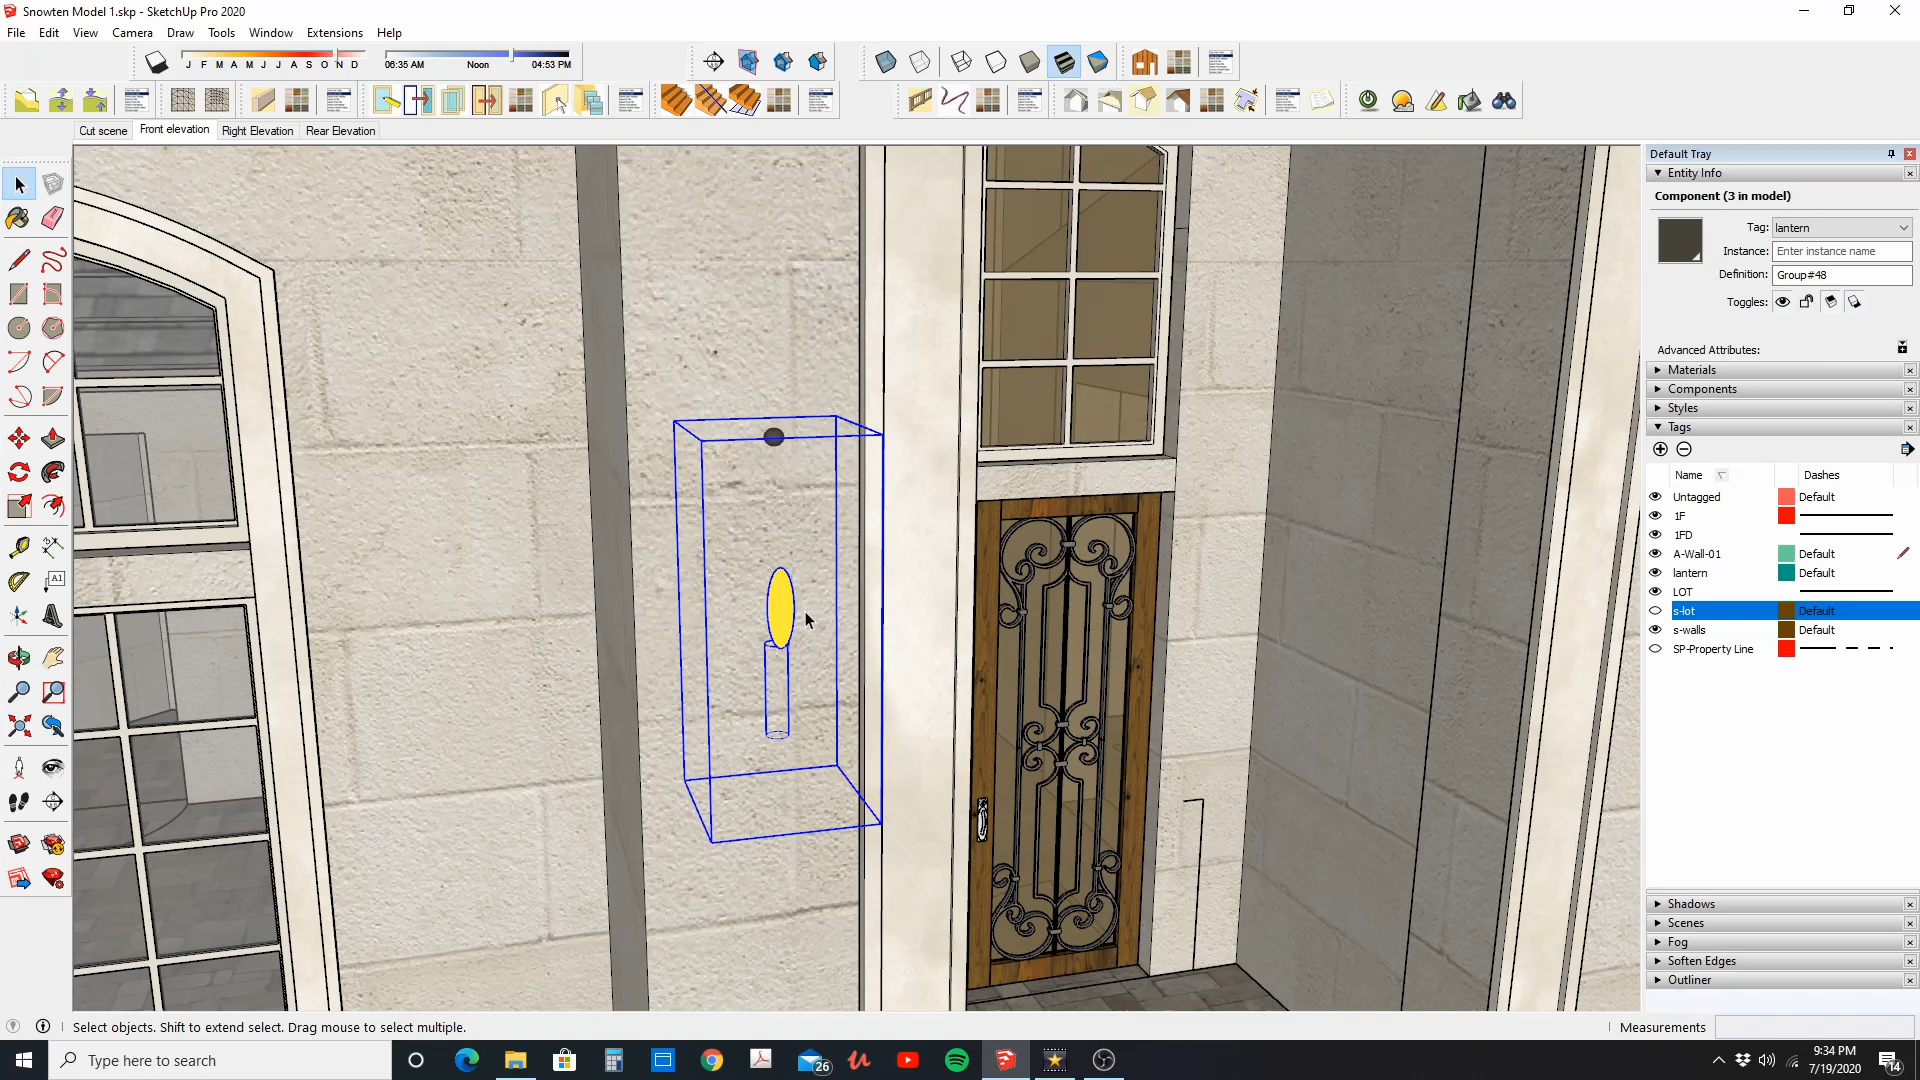 Snowten Model 1.skp - SketchUp Pro 2020
File Edit View Camera Draw Tools Window Extensions Help
J F M A M J J A S O N D
06:35 AM Noon 04:53 PM
Cut scene Front elevation Right Elevation Rear Elevation
Default Tray
Entity Info
Component (3 in model)
Tag: lantern
Instance: Enter instance name
Definition: Group#48
Toggles:
Advanced Attributes:
Materials
Components
Styles
Tags
Name Dashes
Untagged Default
1F
1FD
A-Wall-01 Default
lantern Default
LOT
s-lot Default
s-walls Default
SP-Property Line
Shadows
Scenes
Fog
Soften Edges
Outliner
A1
Select objects. Shift to extend select. Drag mouse to select multiple.
Measurements
Type here to search
26
9:34 PM
7/19/2020
14